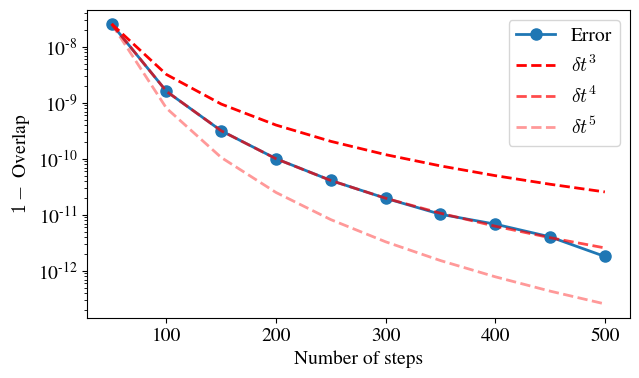 Error
δt³
δt⁴
δt⁵
10⁻⁸
10⁻⁹
10⁻¹⁰
10⁻¹¹
10⁻¹²
1 − Overlap
100 200 300 400 500
Number of steps